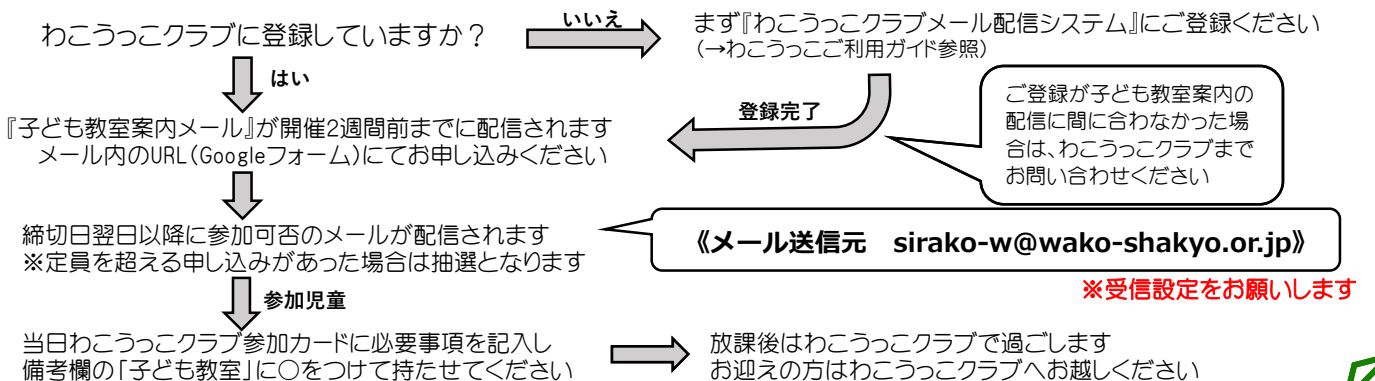 わこうっこクラブに登録していますか？
いいえ
まず『わこうっこクラブメール配信システム』にご登録ください
（→わこうっこご利用ガイド参照）
はい
登録完了
ご登録が子ども教室案内の
配信に間に合わなかった場
合は、わこうっこクラブまで
お問い合わせください
『子ども教室案内メール』が開催2週間前までに配信されます
メール内のURL（Googleフォーム）にてお申し込みください
締切日翌日以降に参加可否のメールが配信されます
※定員を超える申し込みがあった場合は抽選となります
《メール送信元　sirako-w@wako-shakyo.or.jp》
※受信設定をお願いします
参加児童
当日わこうっこクラブ参加カードに必要事項を記入し
備考欄の「子ども教室」に○をつけて持たせてください
放課後はわこうっこクラブで過ごします
お迎えの方はわこうっこクラブへお越しください